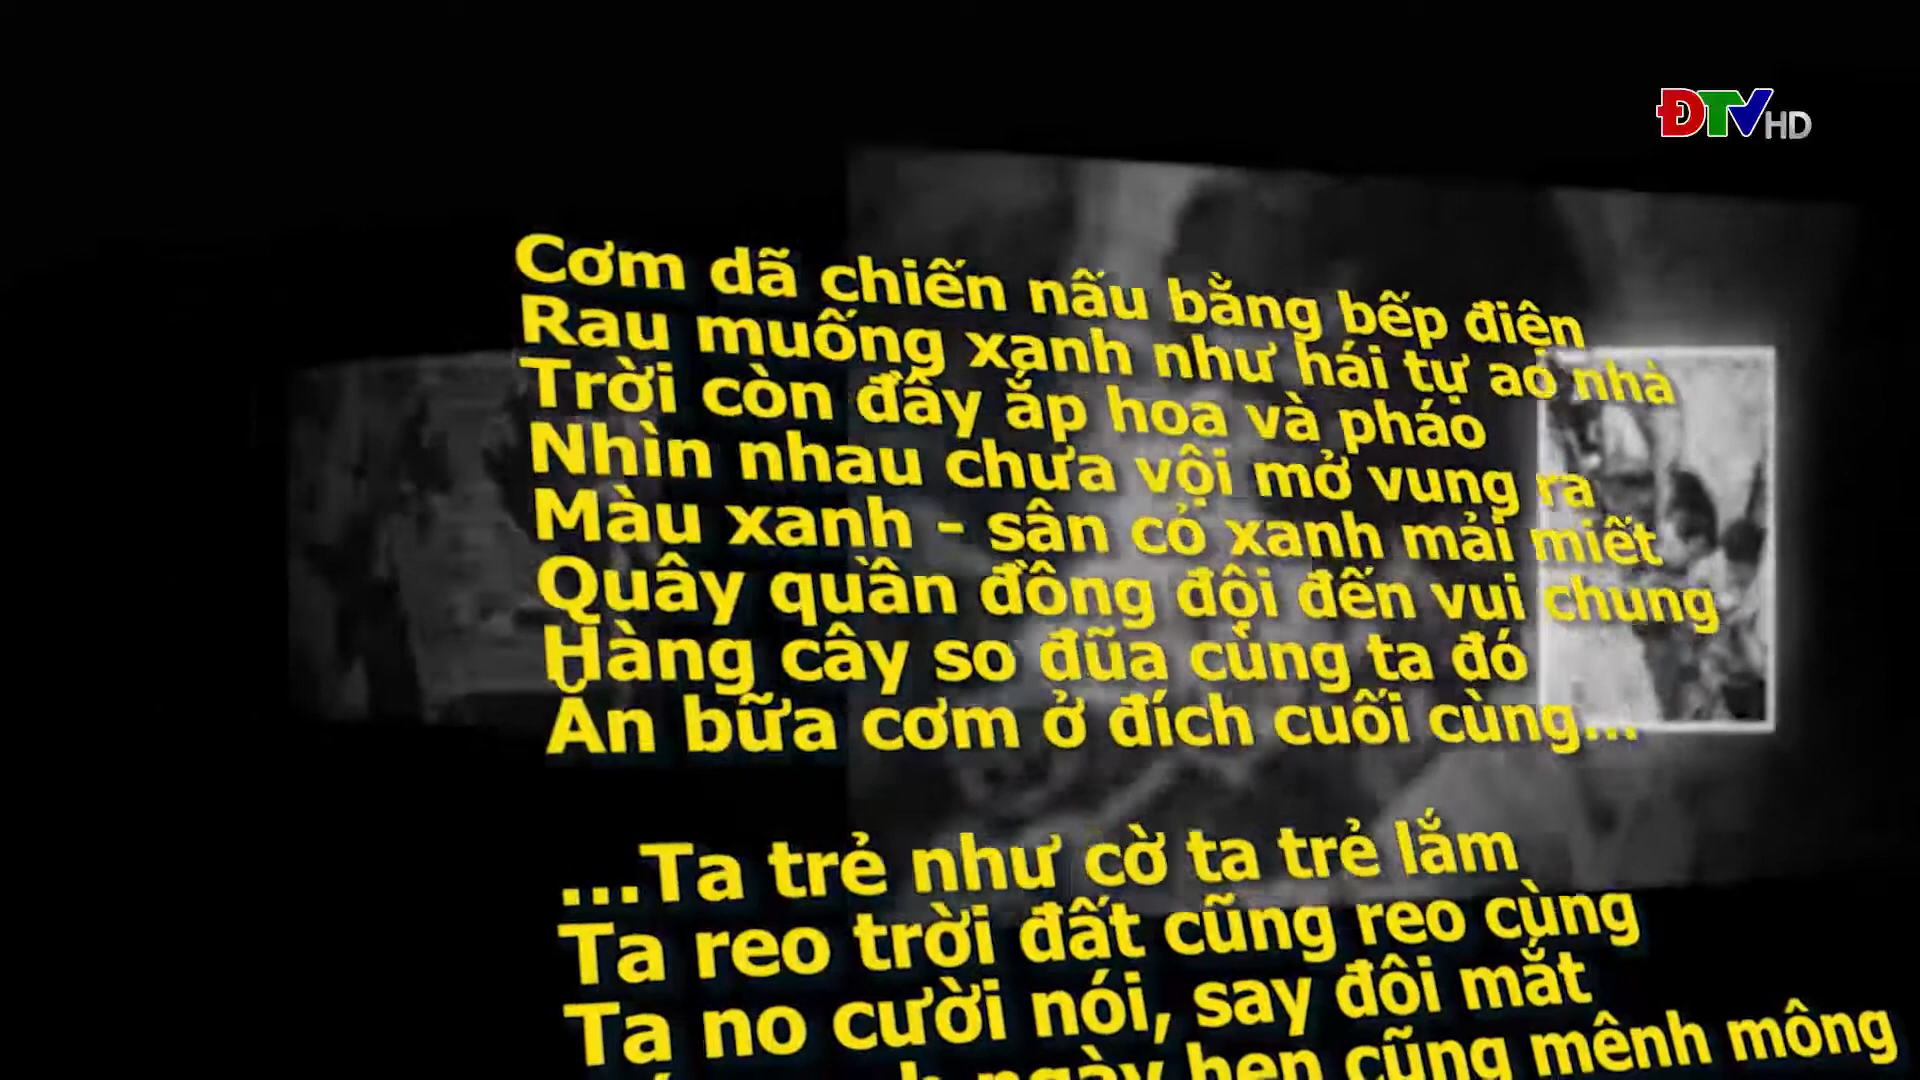 ĐTV HD
Cơm dã chiến nấu bằng bếp điện
Rau muống xanh như hái tự ao nhà
Trời còn đầy ắp hoa và pháo
Nhìn nhau chưa vội mở vung ra
Màu xanh - sân cỏ xanh mải miết
Quây quần đồng đội đến vui chung
Hàng cây so đũa cùng ta đó
Ăn bữa cơm ở đích cuối cùng...
...Ta trẻ như cờ ta trẻ lắm
Ta reo trời đất cũng reo cùng
Ta no cười nói, say đôi mắt
ngày hẹn cũng mênh mông